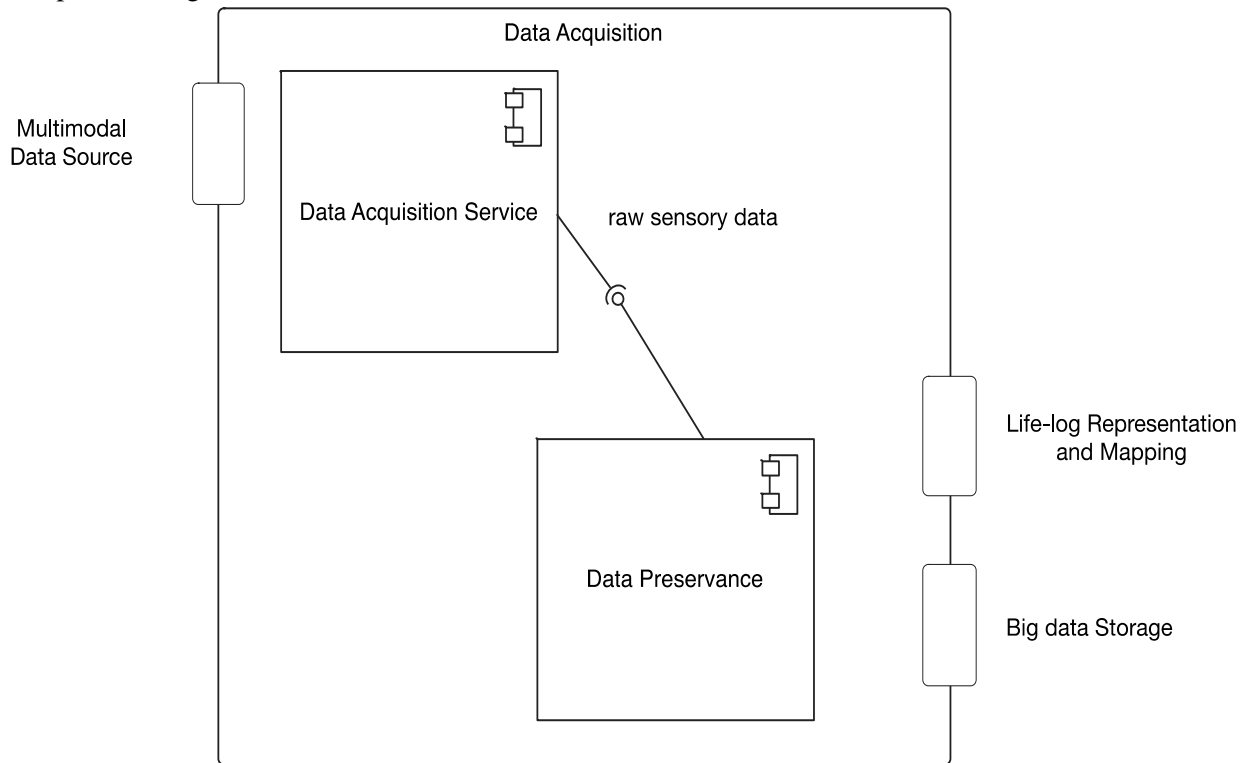 Data Acquisition
Multimodal
Data Source
Data Acquisition Service
raw sensory data
Life-log Representation
and Mapping
Data Preservance
Big data Storage